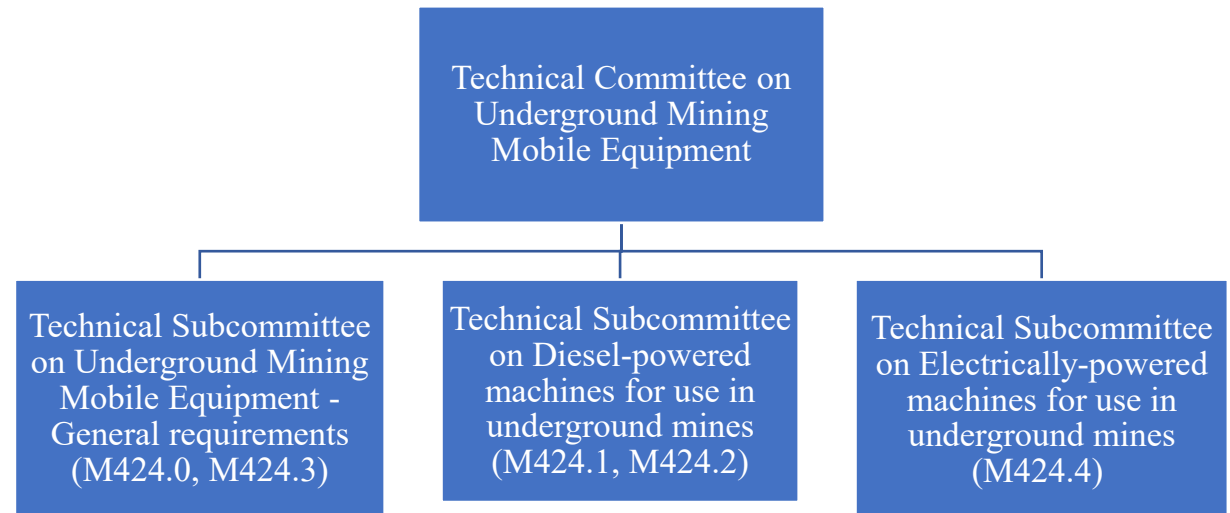 Technical Committee on
Underground Mining
Mobile Equipment
Technical Subcommittee
on Underground Mining
Mobile Equipment -
General requirements
(M424.0, M424.3)
Technical Subcommittee
on Diesel-powered
machines for use in
underground mines
(M424.1, M424.2)
Technical Subcommittee
on Electrically-powered
machines for use in
underground mines
(M424.4)